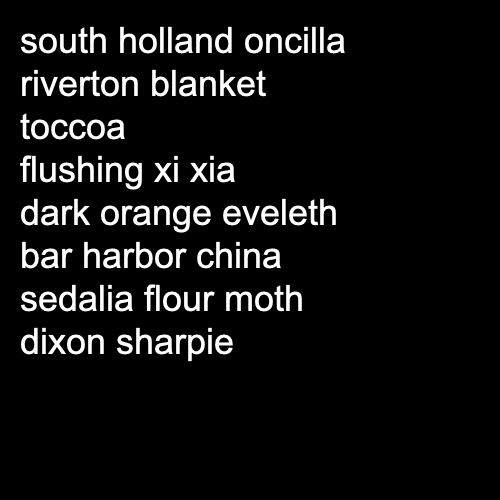 south holland oncilla
riverton blanket
toccoa
flushing xi xia
dark orange eveleth
bar harbor china
sedalia flour moth
dixon sharpie